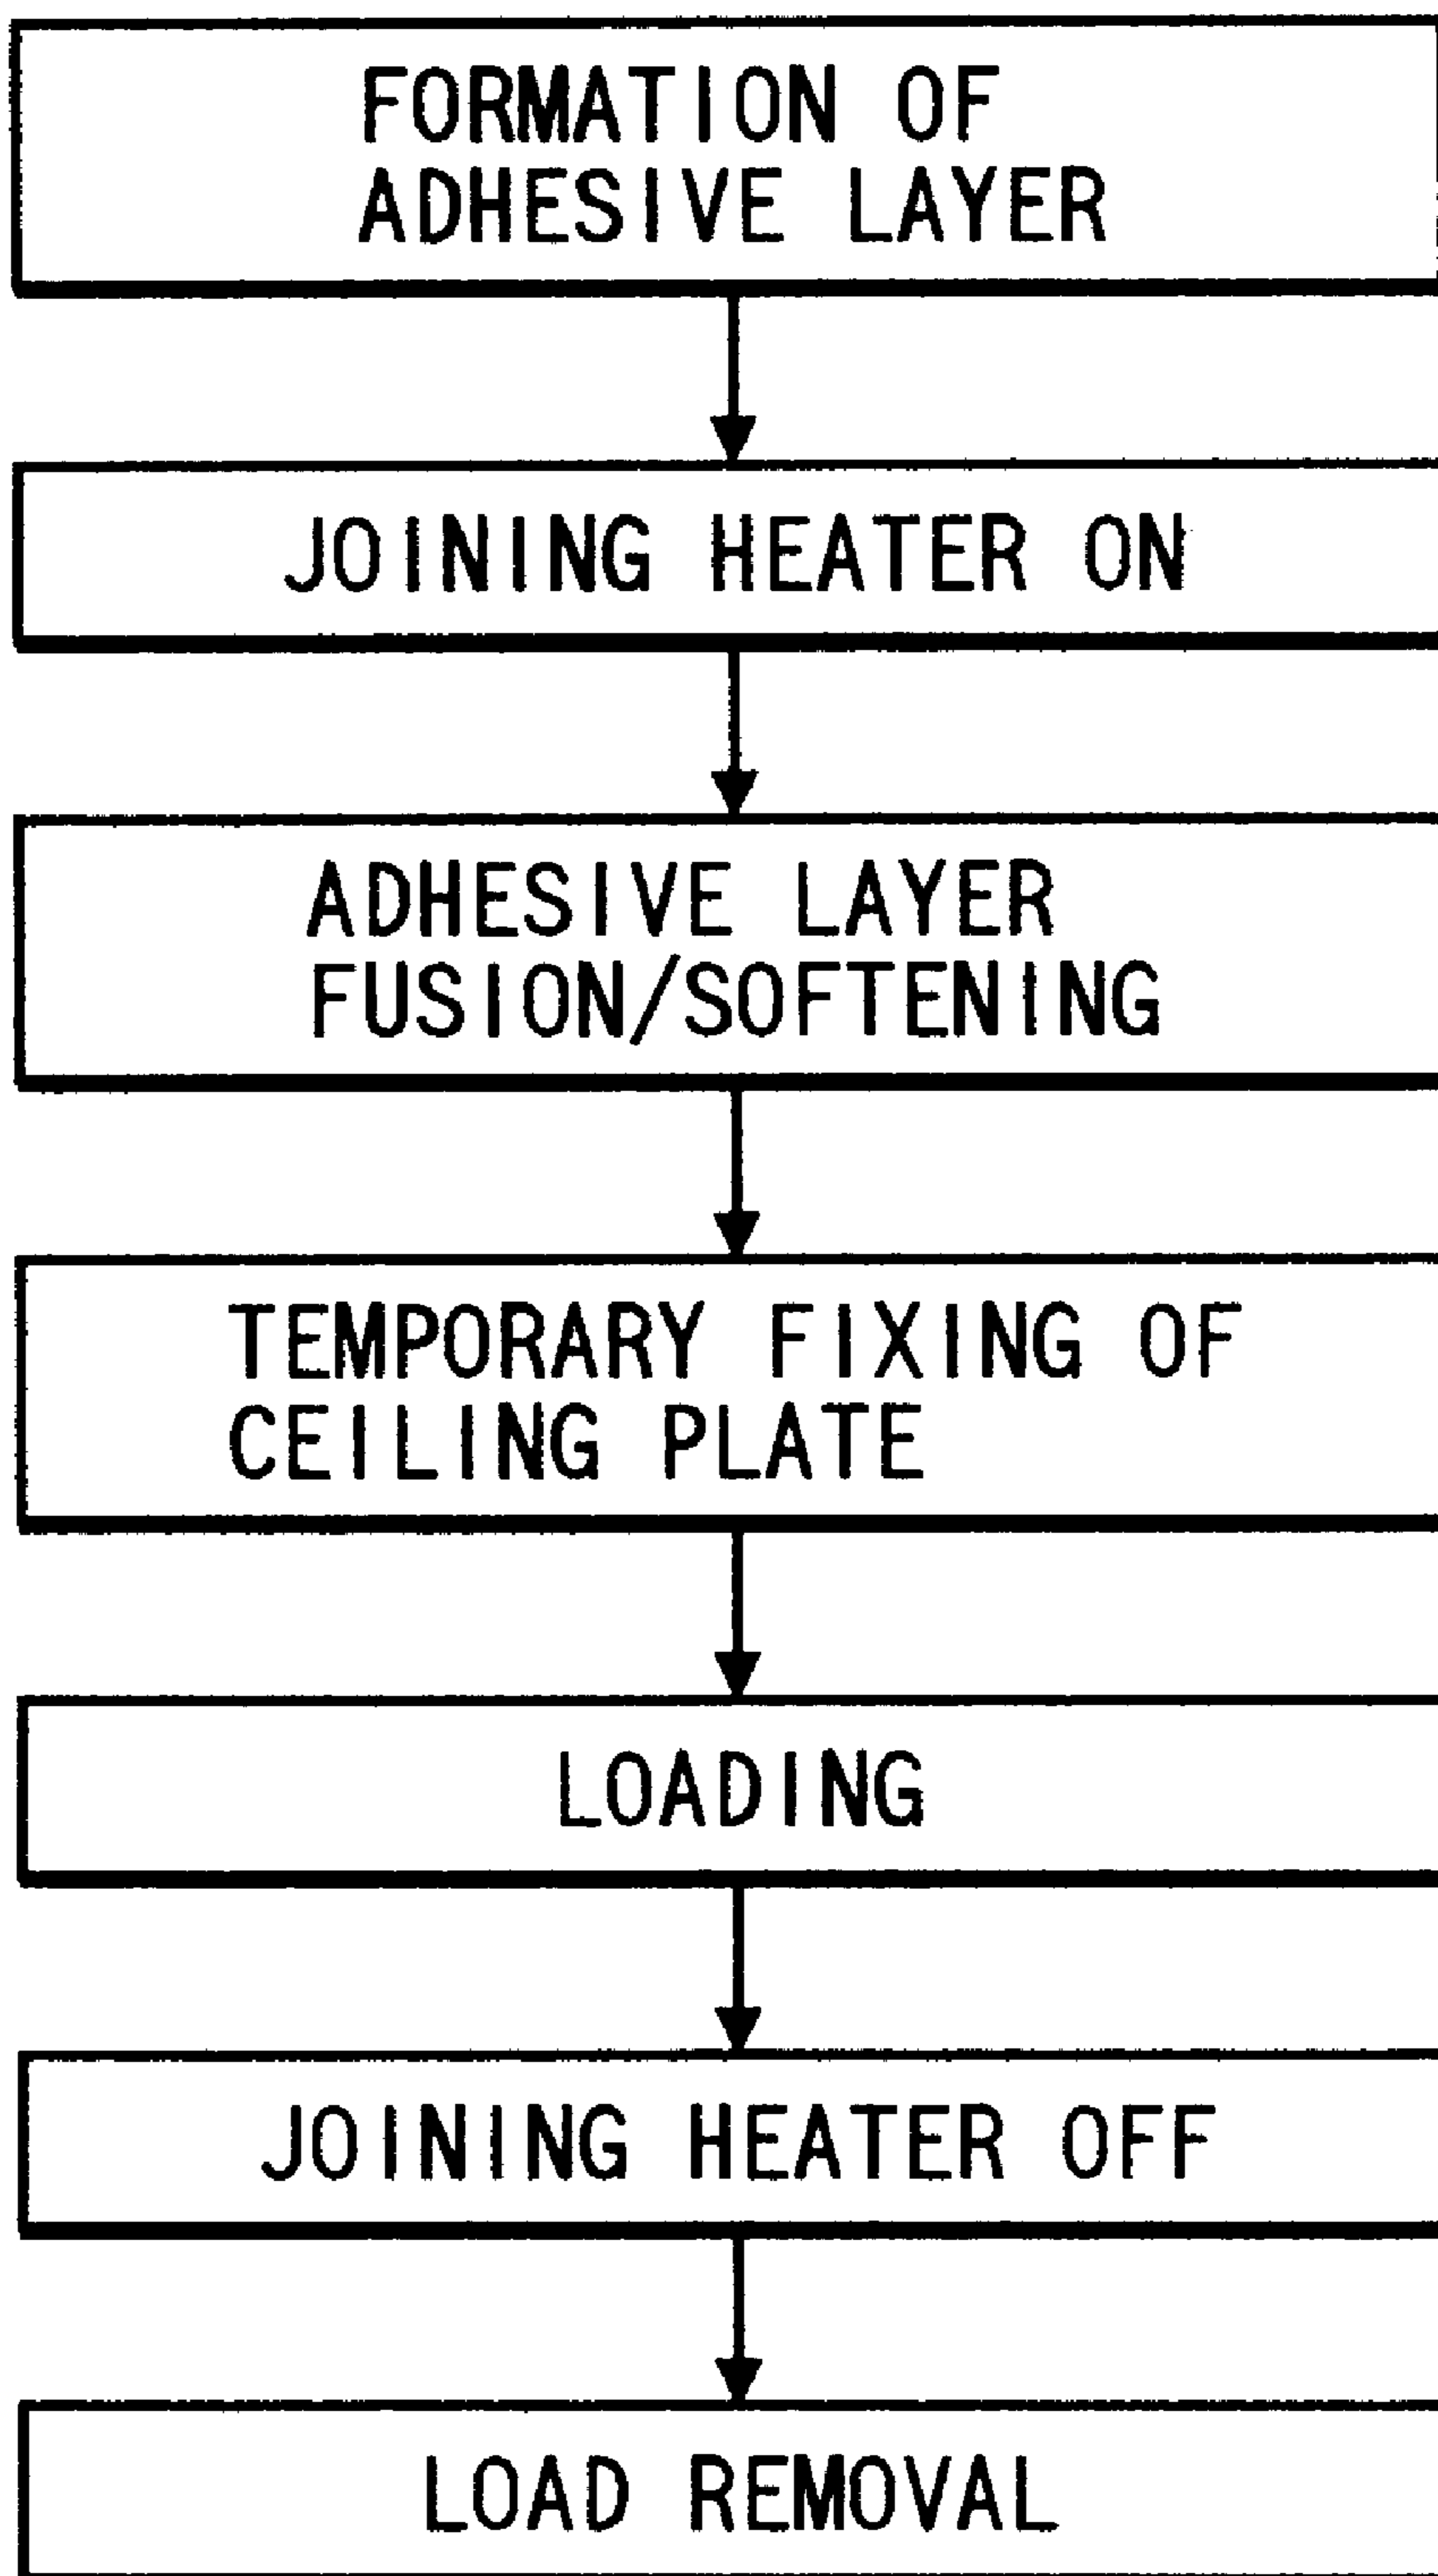 FORMATION OF
ADHESIVE LAYER
JOINING HEATER ON
ADHESIVE LAYER
FUSION/SOFTENING
TEMPORARY FIXING OF
CEILING PLATE
LOADING
JOINING HEATER OFF
LOAD REMOVAL